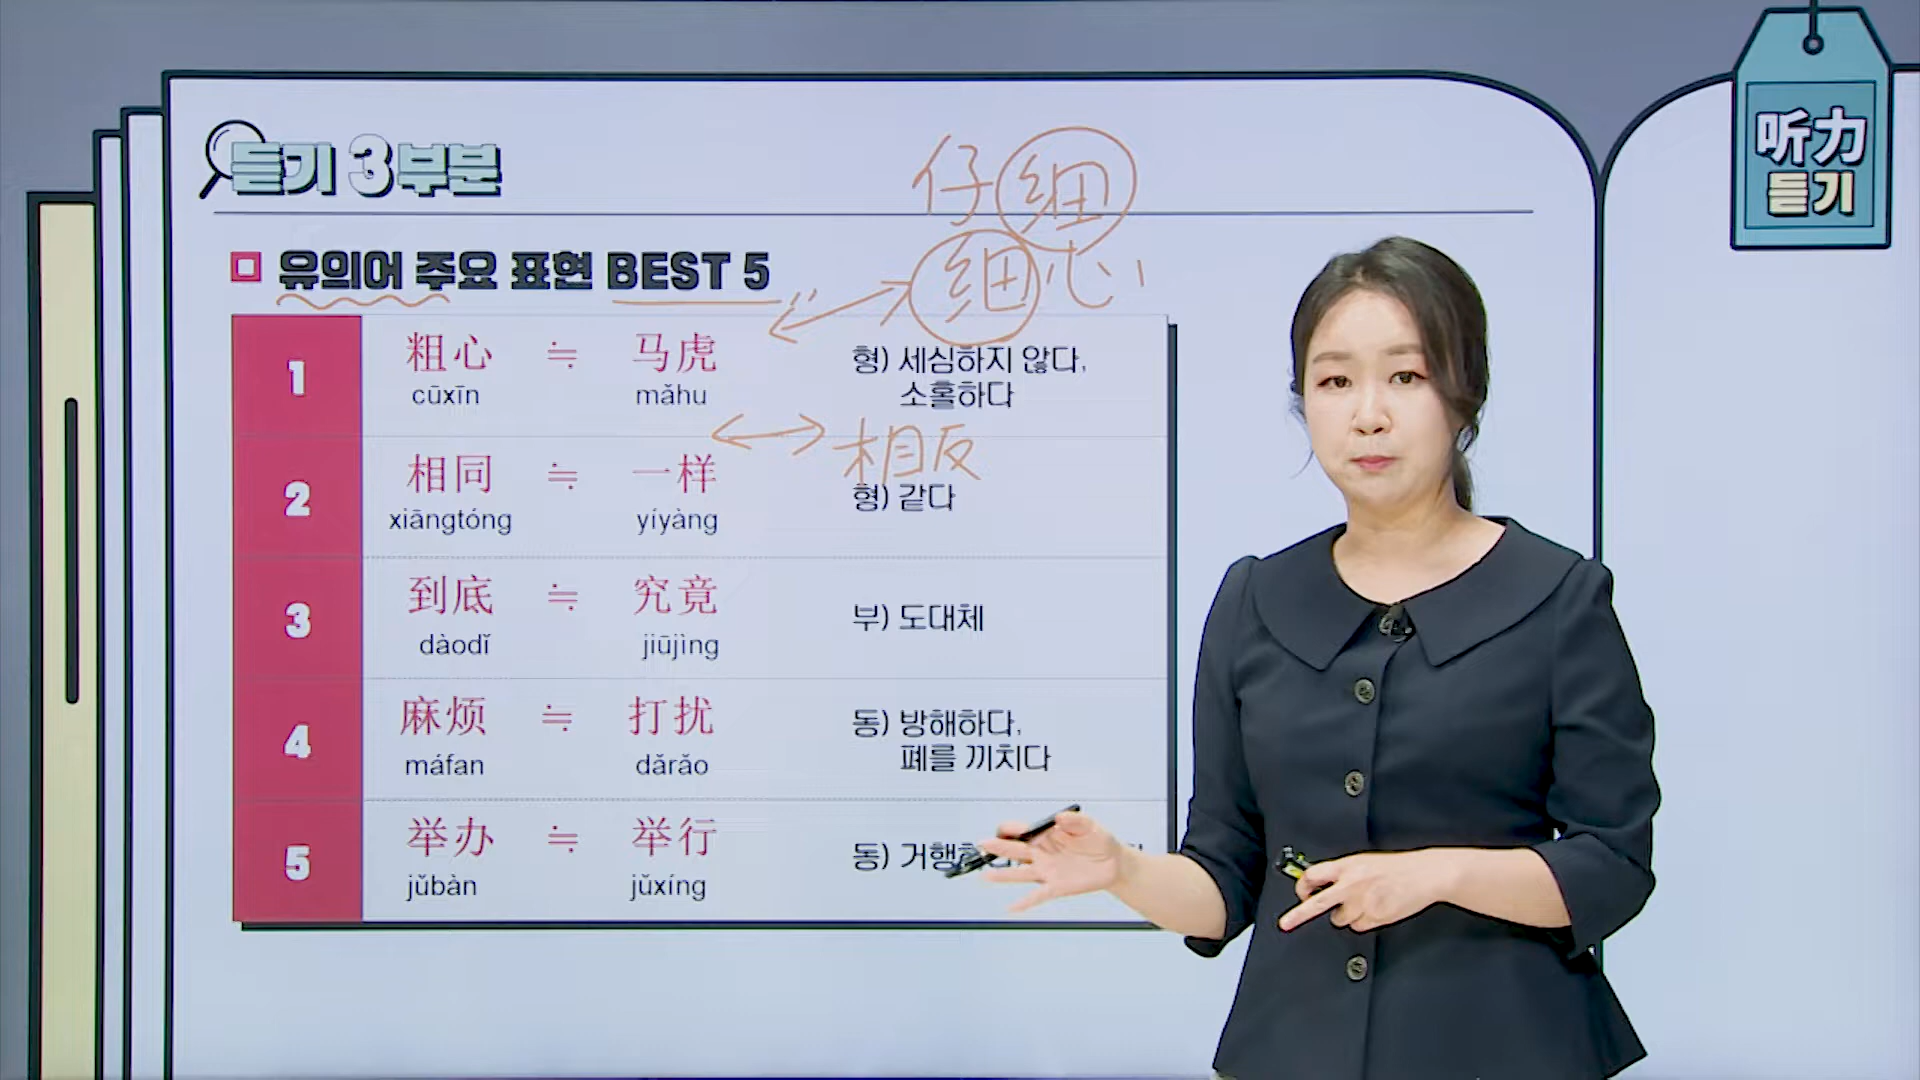 듣기 3부분
仔细
细心
听力
듣기
유의어 주요 표현 BEST 5
1 粗心 ≒ 马虎 형) 세심하지 않다,
cūxīn mǎhu 소홀하다
相反
2 相同 ≒ 一样 형) 같다
xiāngtóng yíyàng
3 到底 ≒ 究竟 부) 도대체
dàodǐ jiūjìng
4 麻烦 ≒ 打扰 동) 방해하다,
máfan dǎrǎo 폐를 끼치다
5 举办 ≒ 举行 동)
jǔbàn jǔxíng